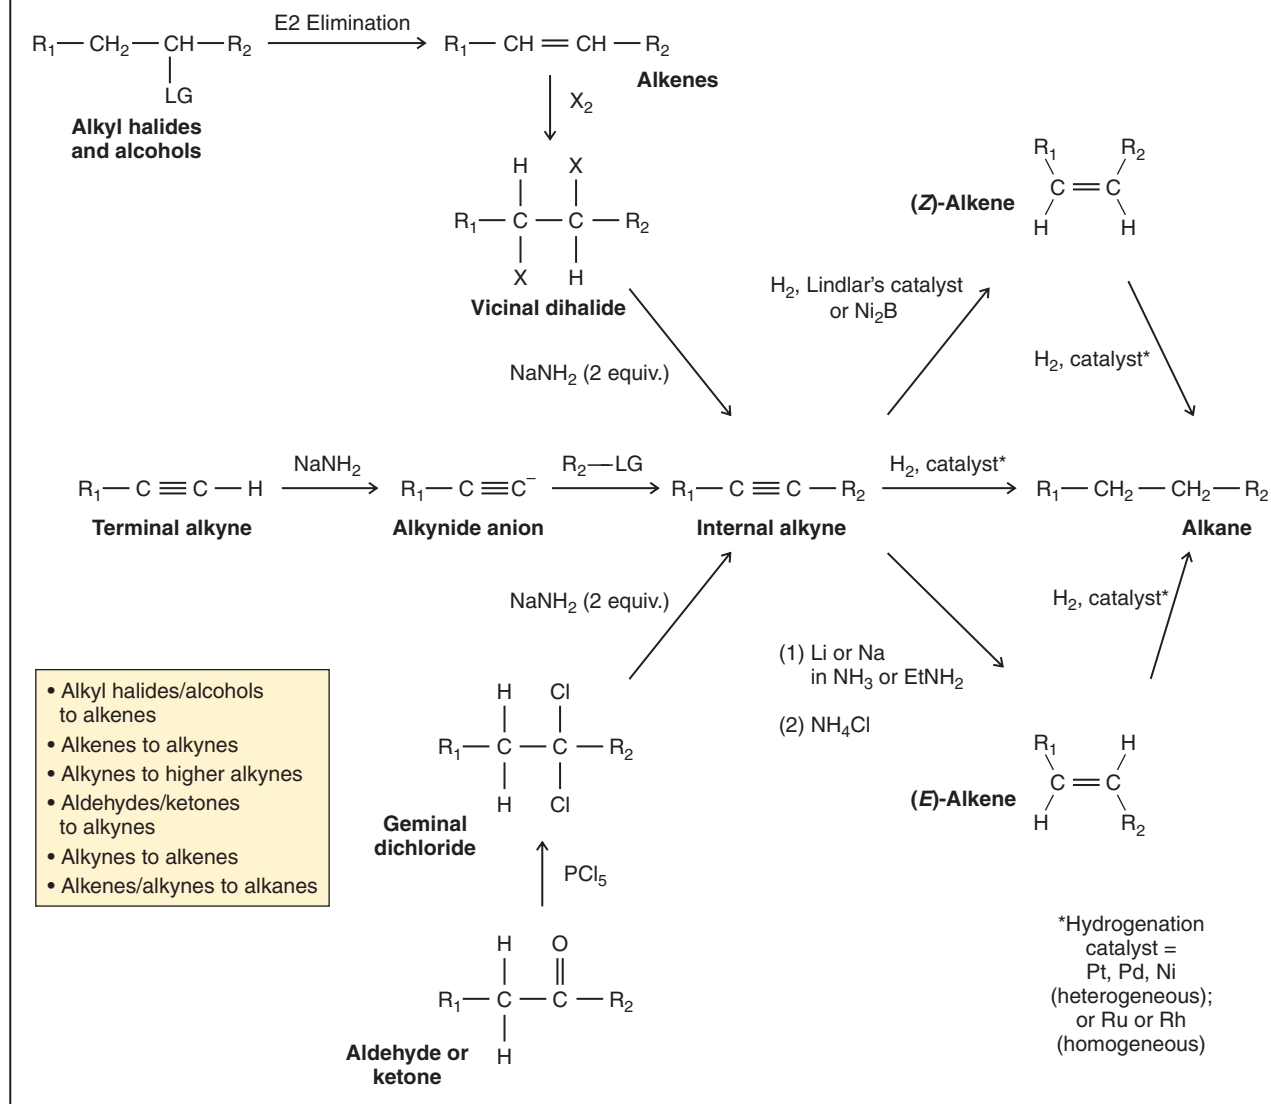 R₁—CH₂—CH—R₂
LG
Alkyl halides
and alcohols
E2 Elimination
R₁—CH=CH—R₂
Alkenes
X₂
H X
R₁—C—C—R₂
X H
Vicinal dihalide
NaNH₂ (2 equiv.)
R₁ R₂
C=C
H H
(Z)-Alkene
H₂, Lindlar's catalyst
or Ni₂B
H₂, catalyst*
R₁—C≡C—H
Terminal alkyne
NaNH₂
R₁—C≡C⁻
Alkynide anion
R₂—LG
R₁—C≡C—R₂
Internal alkyne
H₂, catalyst*
R₁—CH₂—CH₂—R₂
Alkane
NaNH₂ (2 equiv.)
H₂, catalyst*
(1) Li or Na
in NH₃ or EtNH₂
(2) NH₄Cl
• Alkyl halides/alcohols
to alkenes
• Alkenes to alkynes
• Alkynes to higher alkynes
• Aldehydes/ketones
to alkynes
• Alkynes to alkenes
• Alkenes/alkynes to alkanes
H Cl
R₁—C—C—R₂
H Cl
Geminal
dichloride
R₁ H
C=C
H R₂
(E)-Alkene
PCl₅
H O
R₁—C—C—R₂
H
Aldehyde or
ketone
*Hydrogenation
catalyst =
Pt, Pd, Ni
(heterogeneous);
or Ru or Rh
(homogeneous)